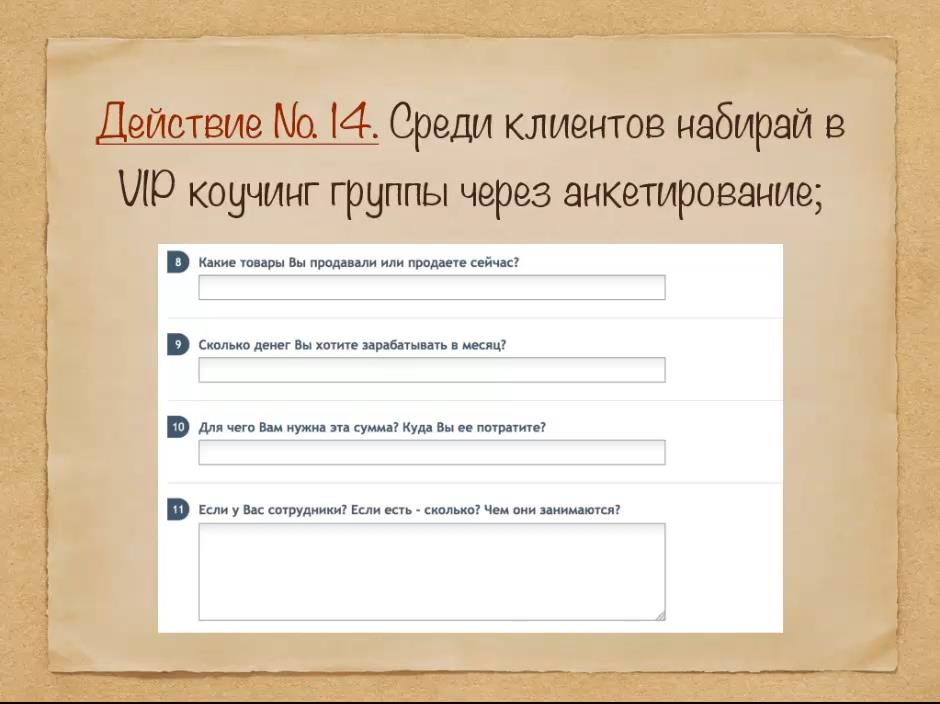 Действие No. 14. Среди клиентов набирай в
VIP коучинг группы через анкетирование;
8 Какие товары Вы продавали или продаете сейчас?
9 Сколько денег Вы хотите зарабатывать в месяц?
10 Для чего Вам нужна эта сумма? Куда Вы ее потратите?
11 Если у Вас сотрудники? Если есть - сколько? Чем они занимаются?